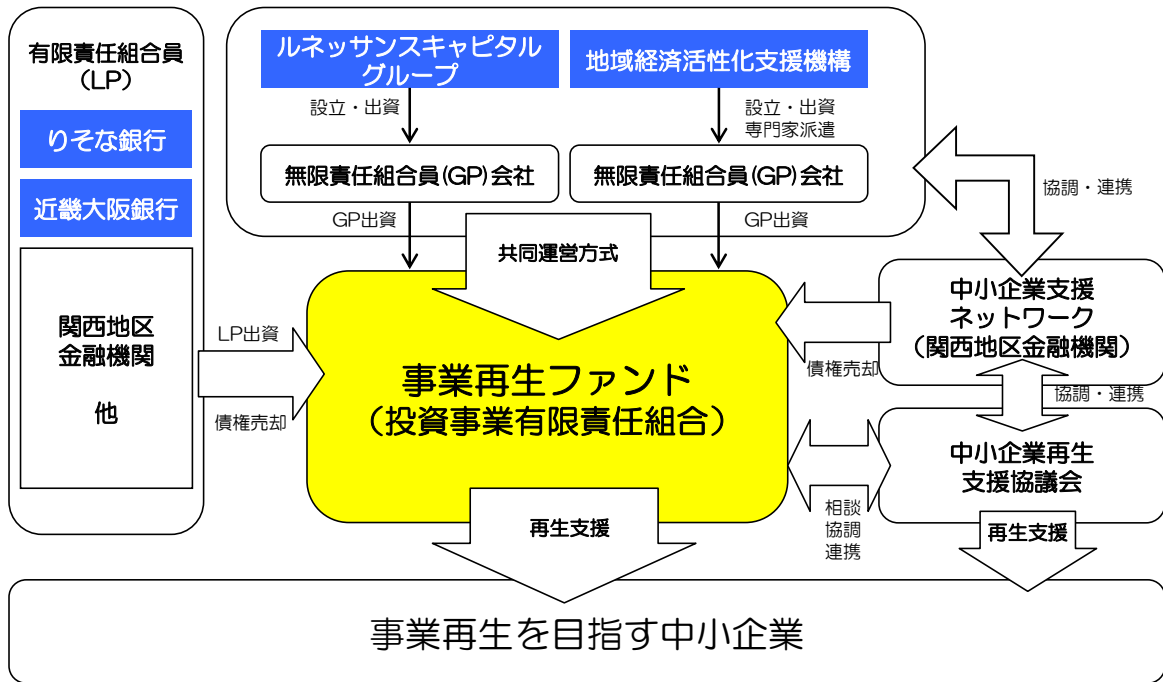 有限責任組合員
（LP）
りそな銀行
近畿大阪銀行
関西地区
金融機関
他
ルネッサンスキャピタル
グループ
地域経済活性化支援機構
設立・出資
設立・出資
専門家派遣
無限責任組合員(GP)会社
無限責任組合員(GP)会社
GP出資
GP出資
共同運営方式
協調・連携
LP出資
債権売却
事業再生ファンド
（投資事業有限責任組合）
中小企業支援
ネットワーク
（関西地区金融機関）
債権売却
協調・連携
中小企業再生
支援協議会
相談
協調
連携
再生支援
再生支援
事業再生を目指す中小企業